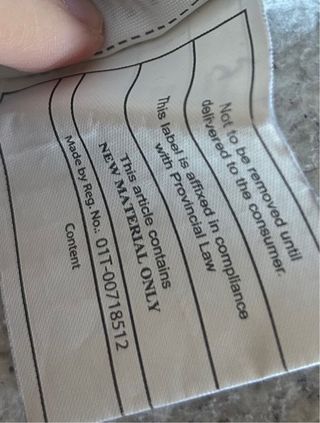 Not to be removed until
delivered to the consumer.
This label is affixed in compliance
with Provincial Law
This article contains
NEW MATERIAL ONLY
Made by Reg. No.: 01T-00718512
Content